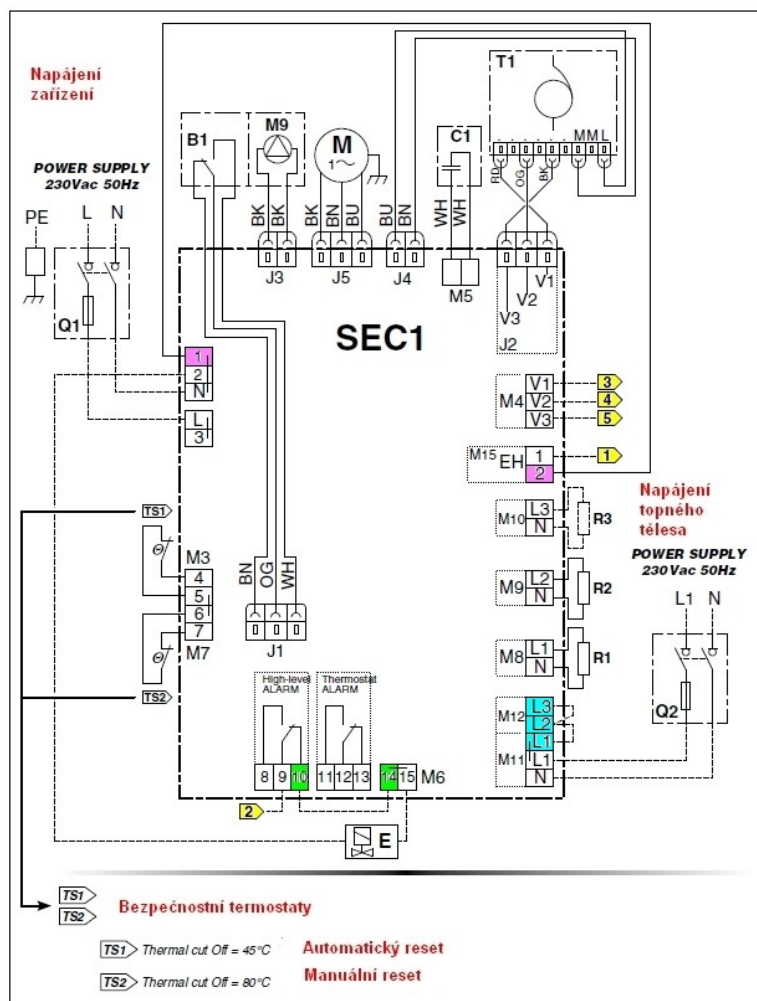 Napájení
zařízení
POWER SUPPLY
230Vac 50Hz
PE
L
N
Q1
B1
M9
M
1~
C1
T1
M M L
RD
OG
BK
BK
BK
BK
BN
BU
BU
BN
WH
WH
J3
J5
J4
M5
V1
V2
V3
J2
SEC1
1
2
N
L
3
M4
V1
V2
V3
3
4
5
M15
EH
1
2
1
M10
L3
N
R3
M9
L2
N
R2
M8
L1
N
R1
M12
L3
L2
L1
M11
L1
N
Napájení
topného
tělesa
POWER SUPPLY
230Vac 50Hz
L1
N
Q2
TS1
M3
4
5
6
7
M7
TS2
BN
OG
WH
J1
High-level
ALARM
Thermostat
ALARM
8 9 10
11 12 13
14 15
M6
2
E
TS1
TS2
Bezpečnostní termostaty
TS1 Thermal cut Off = 45°C Automatický reset
TS2 Thermal cut Off = 80°C Manuální reset